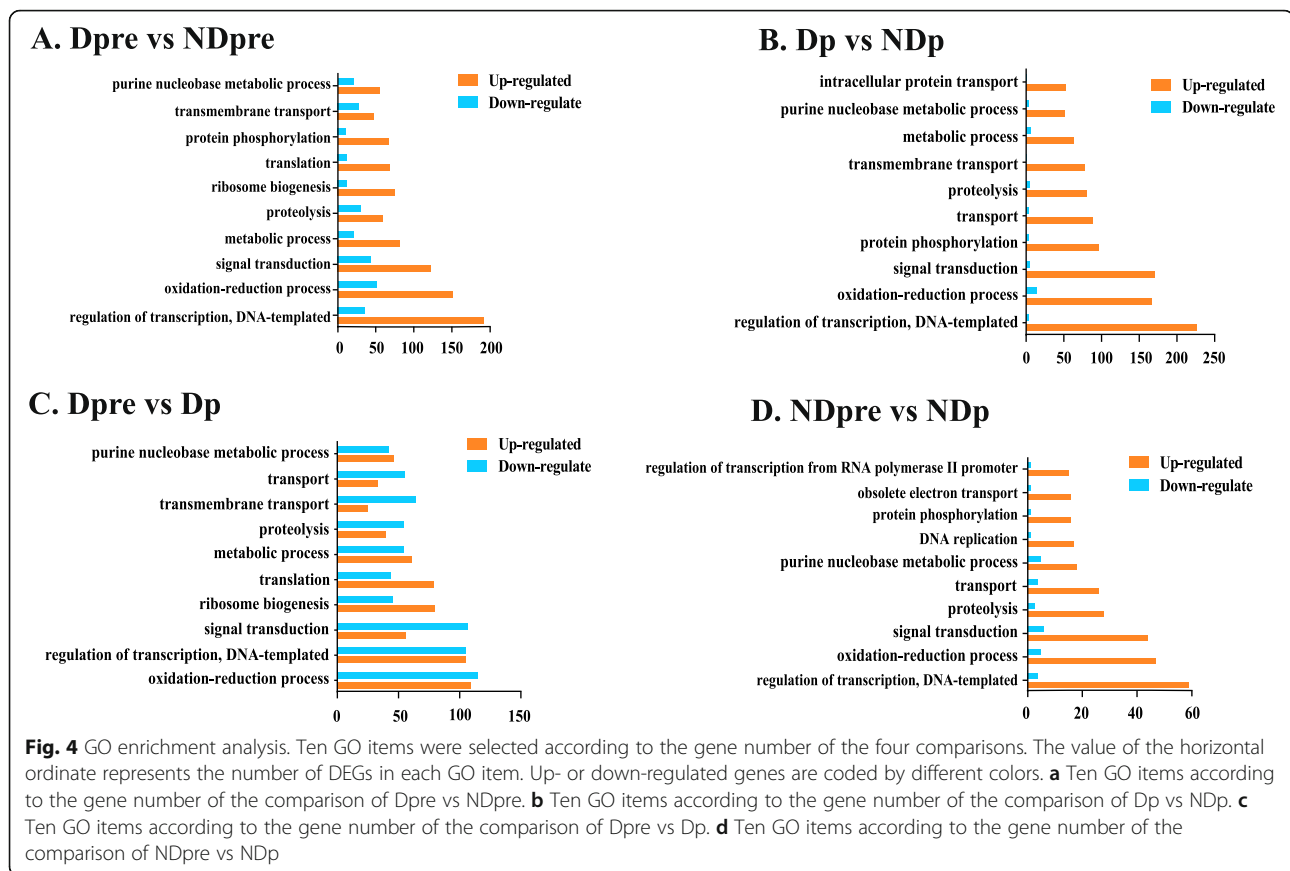 A. Dpre vs NDpre
Up-regulated
Down-regulate
purine nucleobase metabolic process
transmembrane transport
protein phosphorylation
translation
ribosome biogenesis
proteolysis
metabolic process
signal transduction
oxidation-reduction process
regulation of transcription, DNA-templated
0 50 100 150 200
B. Dp vs NDp
Up-regulated
Down-regulate
intracellular protein transport
purine nucleobase metabolic process
metabolic process
transmembrane transport
proteolysis
transport
protein phosphorylation
signal transduction
oxidation-reduction process
regulation of transcription, DNA-templated
0 50 100 150 200 250
C. Dpre vs Dp
Up-regulated
Down-regulate
purine nucleobase metabolic process
transport
transmembrane transport
proteolysis
metabolic process
translation
ribosome biogenesis
signal transduction
regulation of transcription, DNA-templated
oxidation-reduction process
0 50 100 150
D. NDpre vs NDp
Up-regulated
Down-regulate
regulation of transcription from RNA polymerase II promoter
obsolete electron transport
protein phosphorylation
DNA replication
purine nucleobase metabolic process
transport
proteolysis
signal transduction
oxidation-reduction process
regulation of transcription, DNA-templated
0 20 40 60
Fig. 4 GO enrichment analysis. Ten GO items were selected according to the gene number of the four comparisons. The value of the horizontal
ordinate represents the number of DEGs in each GO item. Up- or down-regulated genes are coded by different colors. a Ten GO items according
to the gene number of the comparison of Dpre vs NDpre. b Ten GO items according to the gene number of the comparison of Dp vs NDp. c
Ten GO items according to the gene number of the comparison of Dpre vs Dp. d Ten GO items according to the gene number of the
comparison of NDpre vs NDp